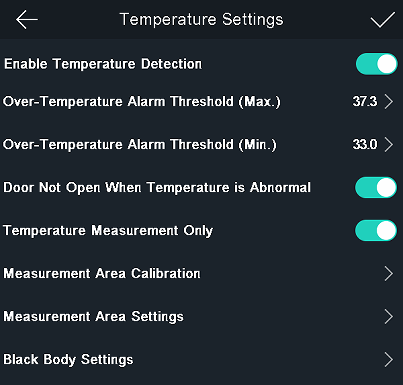 Temperature Settings
Enable Temperature Detection
Over-Temperature Alarm Threshold (Max.) 37.3
Over-Temperature Alarm Threshold (Min.) 33.0
Door Not Open When Temperature is Abnormal
Temperature Measurement Only
Measurement Area Calibration
Measurement Area Settings
Black Body Settings